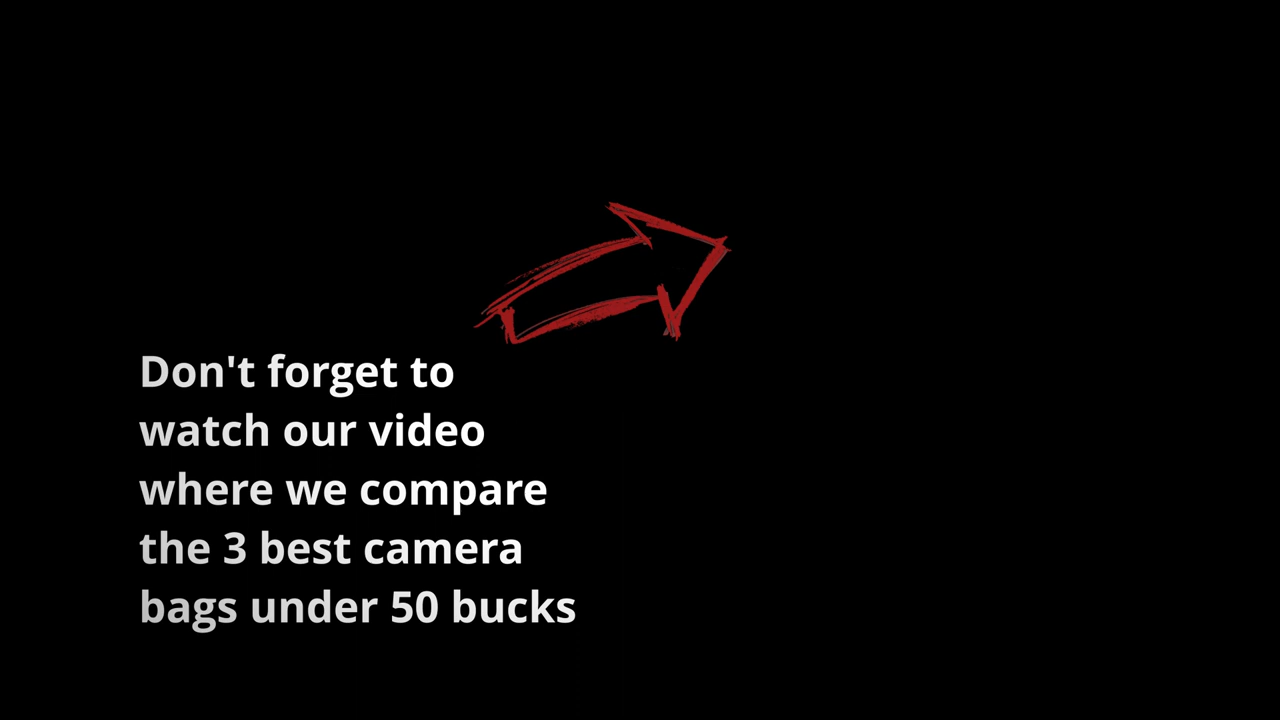 Don't forget to
watch our video
where we compare
the 3 best camera
bags under 50 bucks